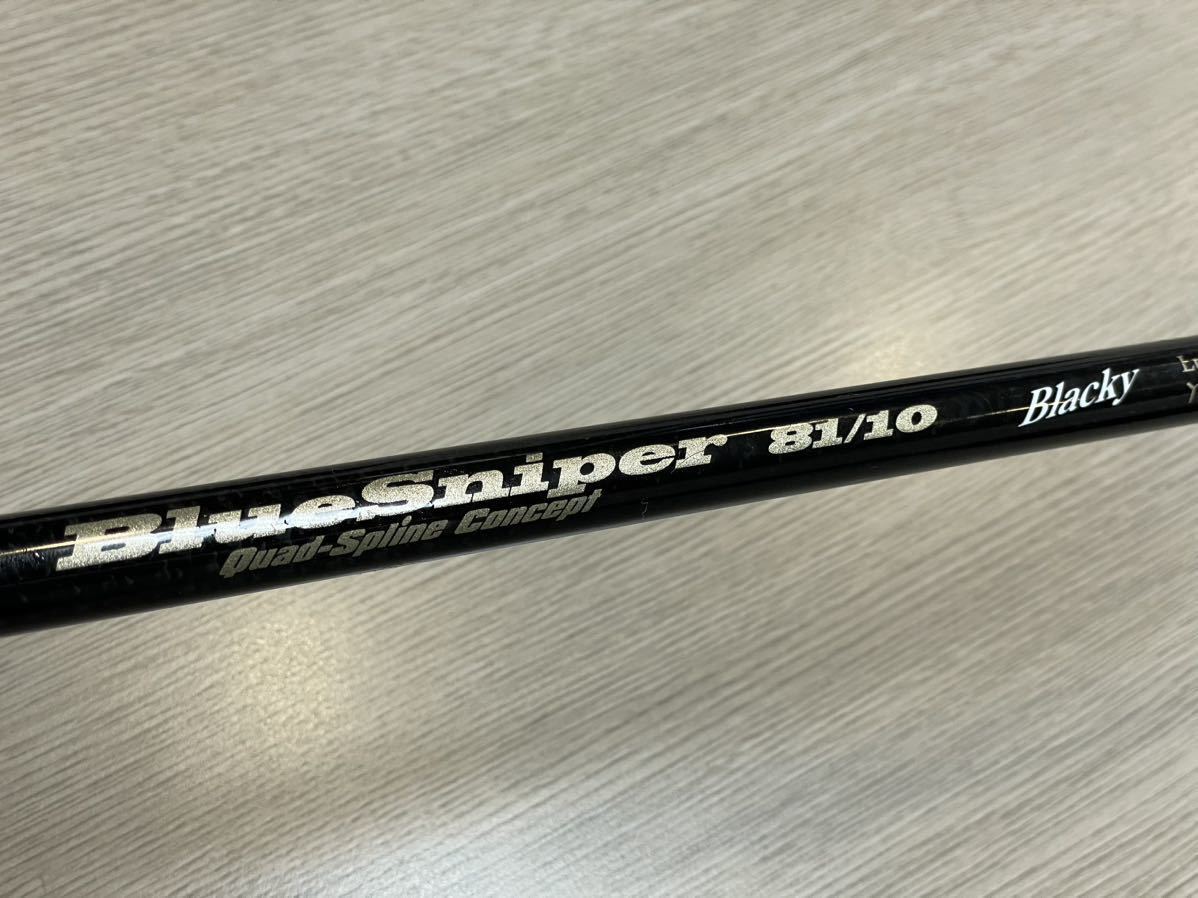 BlueSniper 81/10
Quad-Spline Concept
Blacky